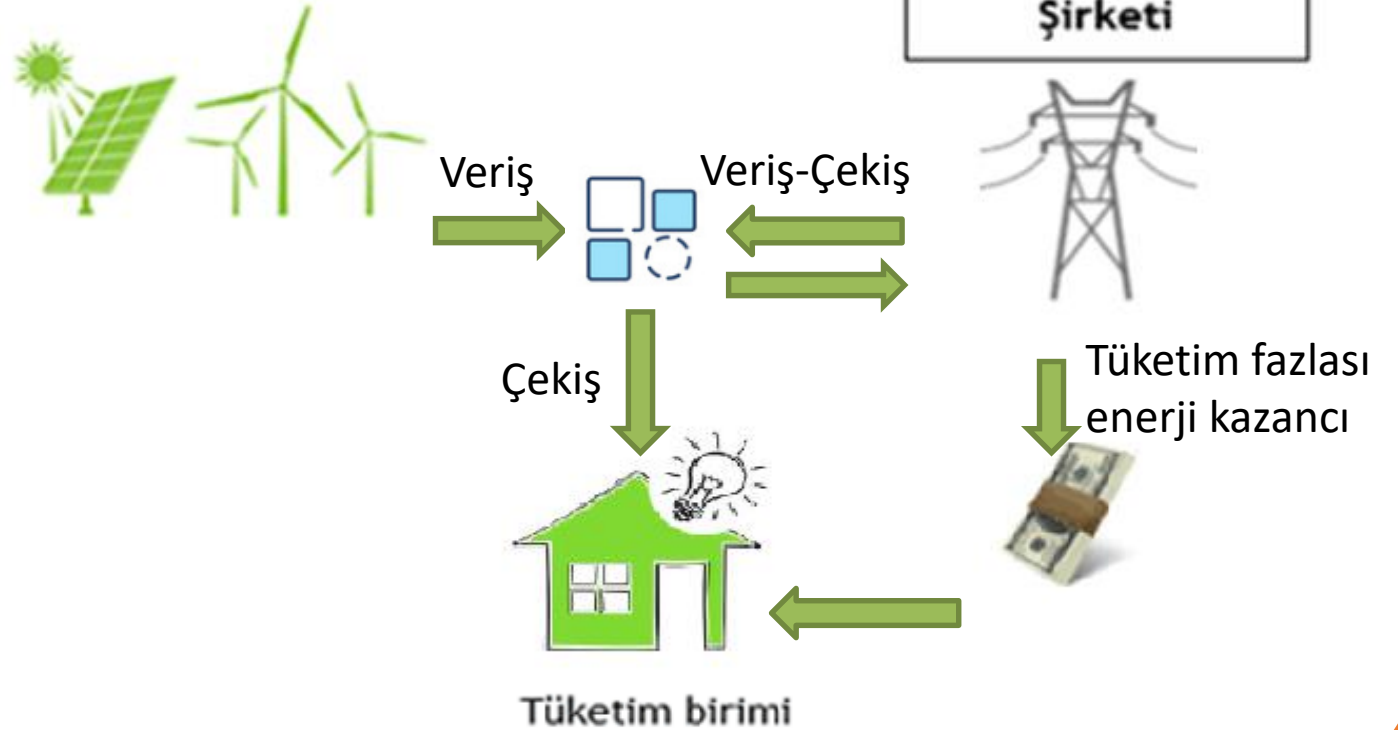 Şirketi
Veriş
Veriş-Çekiş
Çekiş
Tüketim fazlası
enerji kazancı
Tüketim birimi